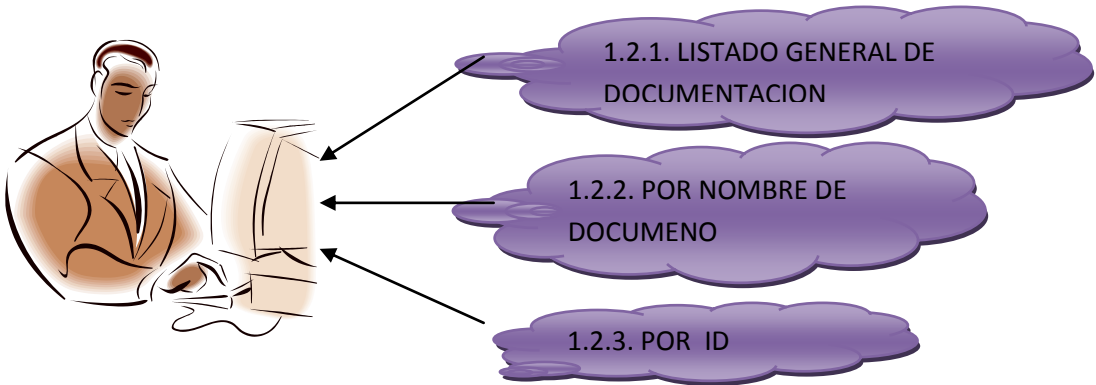 1.2.1. LISTADO GENERAL DE
DOCUMENTACION
1.2.2. POR NOMBRE DE
DOCUMENO
1.2.3. POR  ID